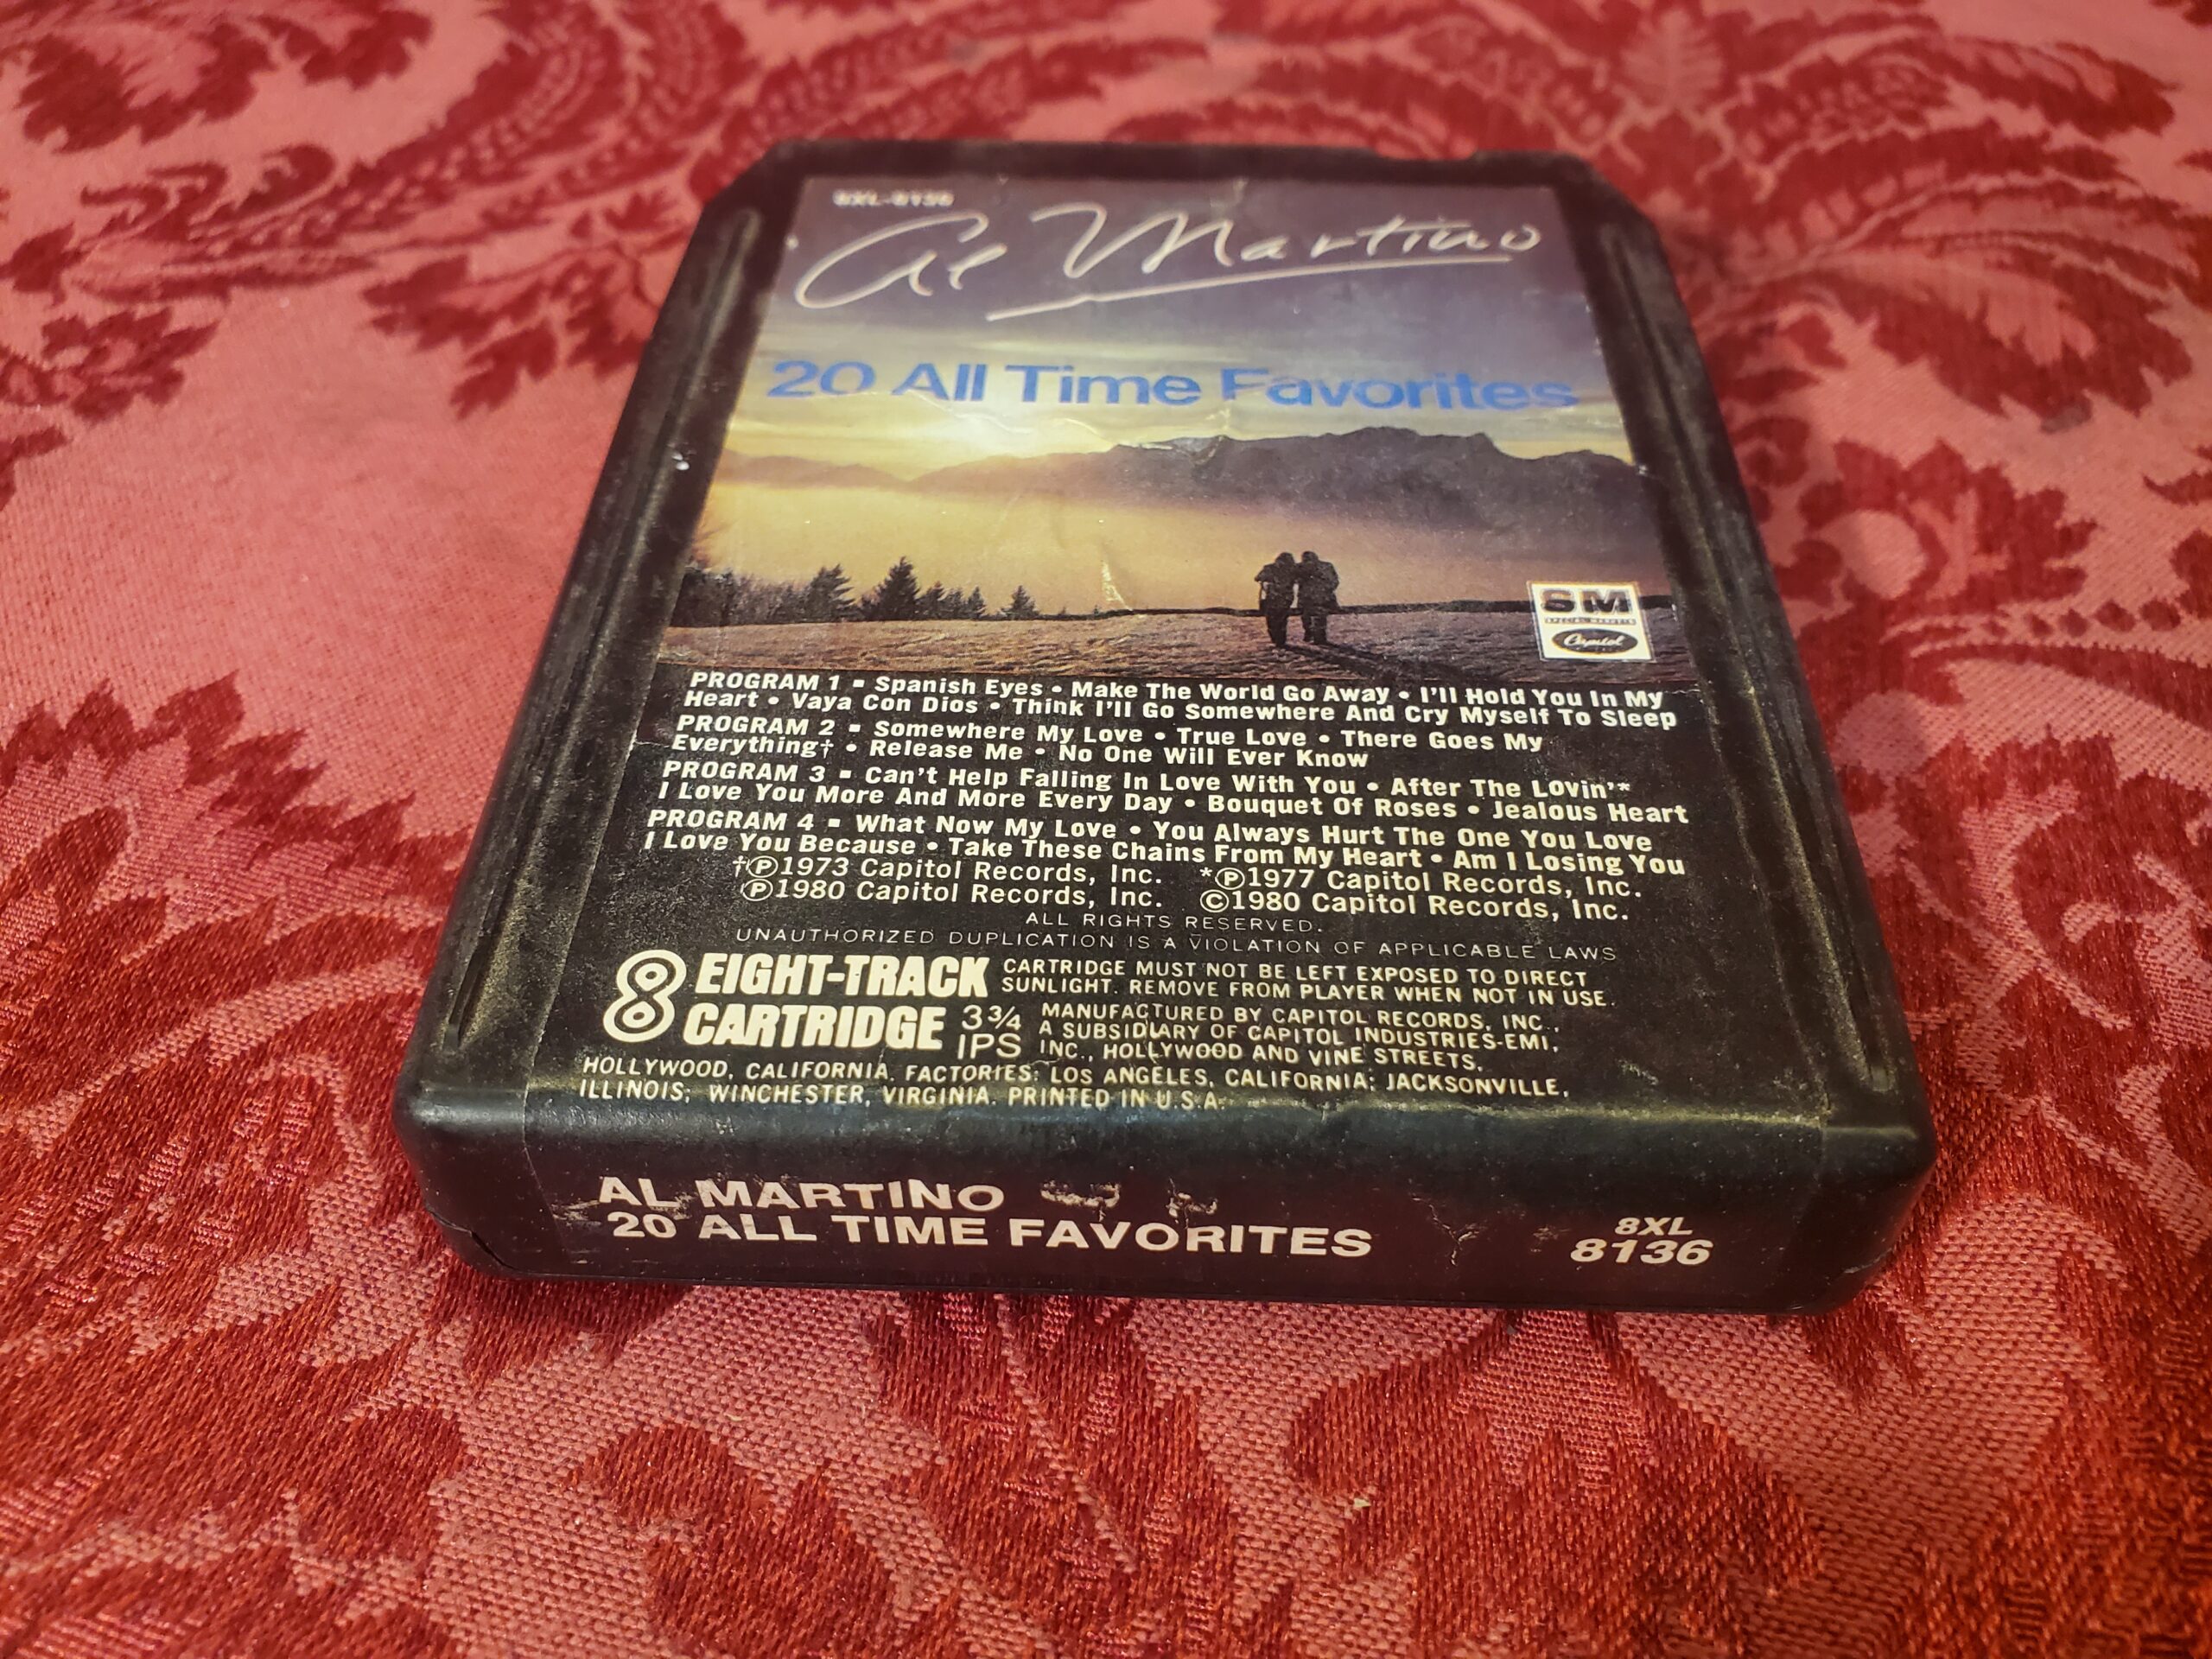 8XL-8136
Al Martino
20 All Time Favorites
SM
SPECIAL MARKETS
Capitol
PROGRAM 1 ▪ Spanish Eyes • Make The World Go Away • I'll Hold You In My
Heart • Vaya Con Dios • Think I'll Go Somewhere And Cry Myself To Sleep
PROGRAM 2 ▪ Somewhere My Love • True Love • There Goes My
Everything† • Release Me • No One Will Ever Know
PROGRAM 3 ▪ Can't Help Falling In Love With You • After The Lovin'*
I Love You More And More Every Day • Bouquet Of Roses • Jealous Heart
PROGRAM 4 ▪ What Now My Love • You Always Hurt The One You Love
I Love You Because • Take These Chains From My Heart • Am I Losing You
†Ⓟ1973 Capitol Records, Inc. *Ⓟ1977 Capitol Records, Inc.
Ⓟ1980 Capitol Records, Inc. ©1980 Capitol Records, Inc.
ALL RIGHTS RESERVED.
UNAUTHORIZED DUPLICATION IS A VIOLATION OF APPLICABLE LAWS
8 EIGHT-TRACK
CARTRIDGE 3¾
IPS
CARTRIDGE MUST NOT BE LEFT EXPOSED TO DIRECT
SUNLIGHT. REMOVE FROM PLAYER WHEN NOT IN USE.
MANUFACTURED BY CAPITOL RECORDS, INC.,
A SUBSIDIARY OF CAPITOL INDUSTRIES-EMI,
INC., HOLLYWOOD AND VINE STREETS,
HOLLYWOOD, CALIFORNIA. FACTORIES: LOS ANGELES, CALIFORNIA; JACKSONVILLE,
ILLINOIS; WINCHESTER, VIRGINIA. PRINTED IN U.S.A.
AL MARTINO
20 ALL TIME FAVORITES
8XL
8136